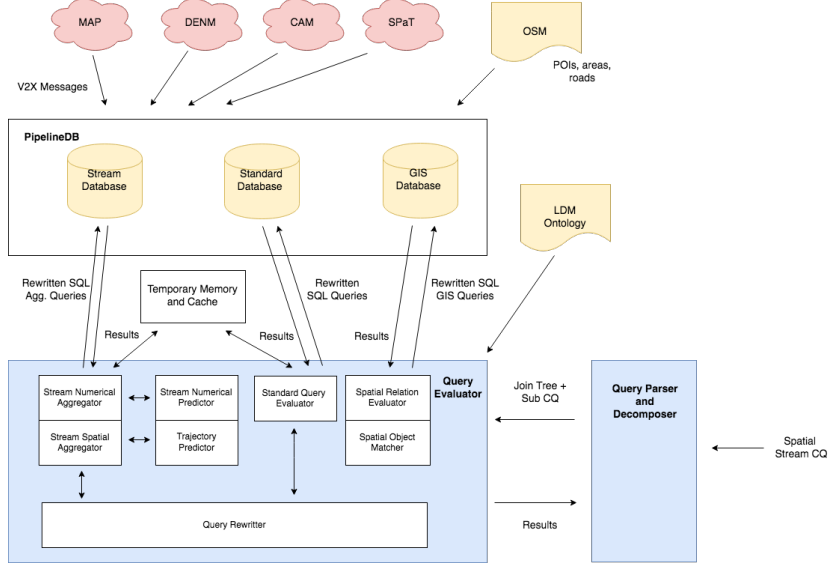 MAP
DENM
CAM
SPaT
OSM
V2X Messages
POIs, areas,
roads
PipelineDB
Stream
Database
Standard
Database
GIS
Database
LDM
Ontology
Rewritten SQL
Agg. Queries
Temporary Memory
and Cache
Rewritten
SQL Queries
Rewritten SQL
GIS Queries
Results
Results
Results
Query
Evaluator
Stream Numerical
Aggregator
Stream Numerical
Predictor
Standard Query
Evaluator
Spatial Relation
Evaluator
Stream Spatial
Aggregator
Trajectory
Predictor
Spatial Object
Matcher
Query Rewritter
Join Tree +
Sub CQ
Query Parser
and
Decomposer
Spatial
Stream CQ
Results